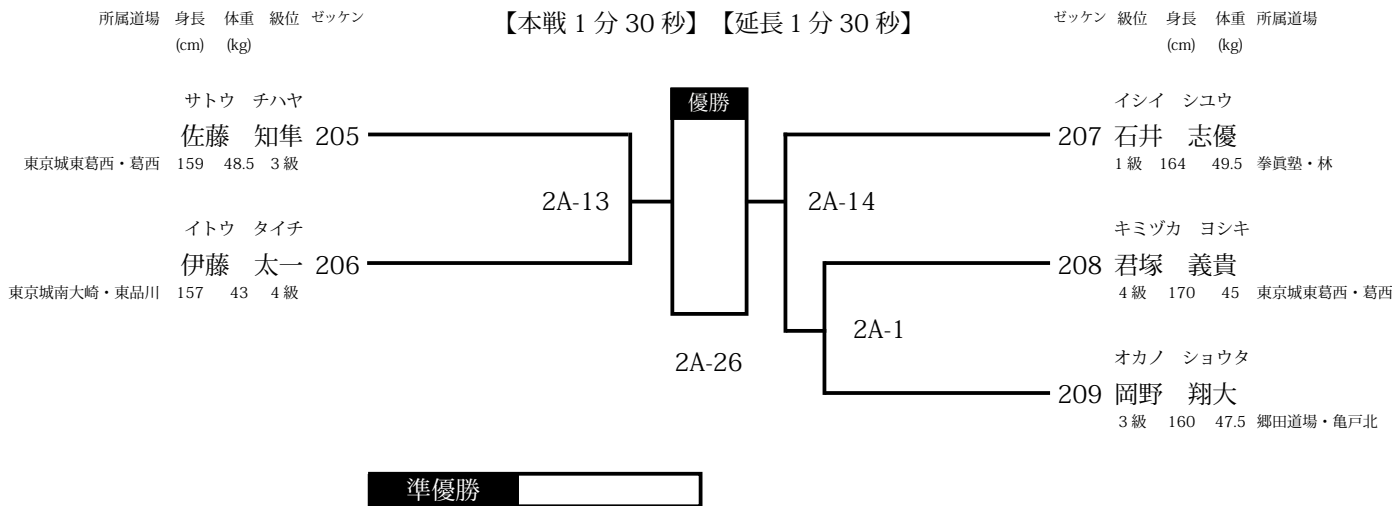 所属道場 身長 体重 級位 ゼッケン
(cm) (kg)
【本戦 1 分 30 秒】【延長 1 分 30 秒】
ゼッケン 級位 身長 体重 所属道場
(cm) (kg)
サトウ チハヤ
佐藤 知隼 205
東京城東葛西・葛西 159 48.5 3 級
2A-13
イトウ タイチ
伊藤 太一 206
東京城南大崎・東品川 157 43 4 級
優勝
2A-26
イシイ シユウ
207 石井 志優
1 級 164 49.5 拳眞塾・林
2A-14
キミヅカ ヨシキ
208 君塚 義貴
4 級 170 45 東京城東葛西・葛西
2A-1
オカノ ショウタ
209 岡野 翔大
3 級 160 47.5 郷田道場・亀戸北
準優勝